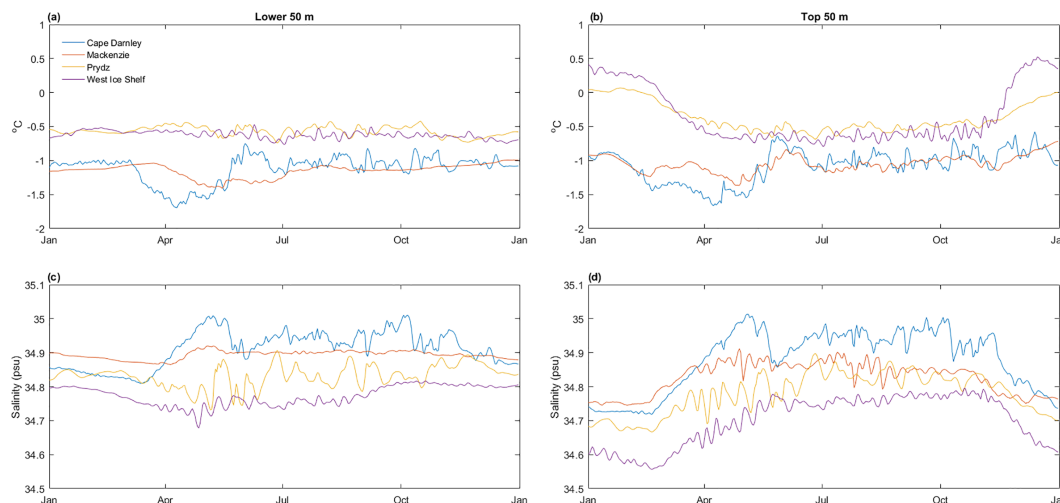 (a) Lower 50 m
1
0.5
0
-0.5
-1
-1.5
-2
°C
Cape Darnley
Mackenzie
Prydz
West Ice Shelf
Jan Apr Jul Oct Jan
(b) Top 50 m
1
0.5
0
-0.5
-1
-1.5
-2
°C
Jan Apr Jul Oct Jan
(c)
35.1
35
34.9
34.8
34.7
34.6
34.5
Salinity (psu)
Jan Apr Jul Oct Jan
(d)
35.1
35
34.9
34.8
34.7
34.6
34.5
Salinity (psu)
Jan Apr Jul Oct Ja